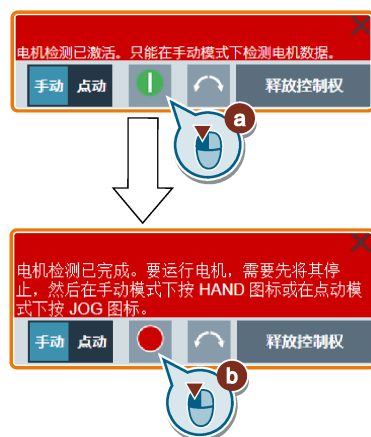 电机检测已激活。只能在手动模式下检测电机数据。
手动 点动 释放控制权
a
电机检测已完成。要运行电机，需要先将其停
止，然后在手动模式下按 HAND 图标或在点动模
式下按 JOG 图标。
手动 点动 释放控制权
b